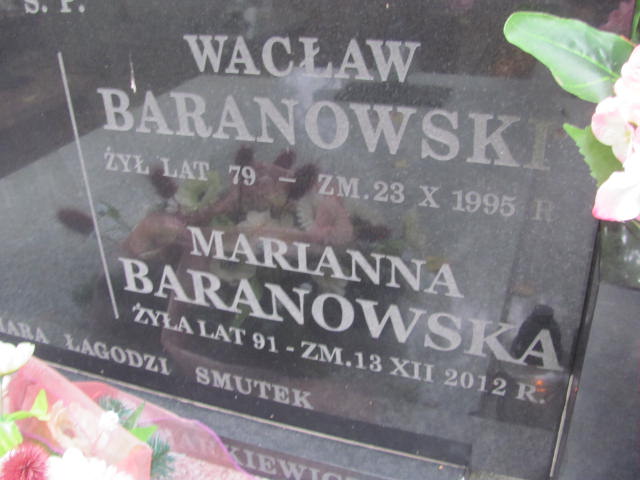 Ś. P.
WACŁAW
BARANOWSKI
ŻYŁ LAT 79 - ZM.23 X 1995 R
MARIANNA
BARANOWSKA
ŻYŁA LAT 91 - ZM.13 XII 2012 R.
ŁAGODZI SMUTEK